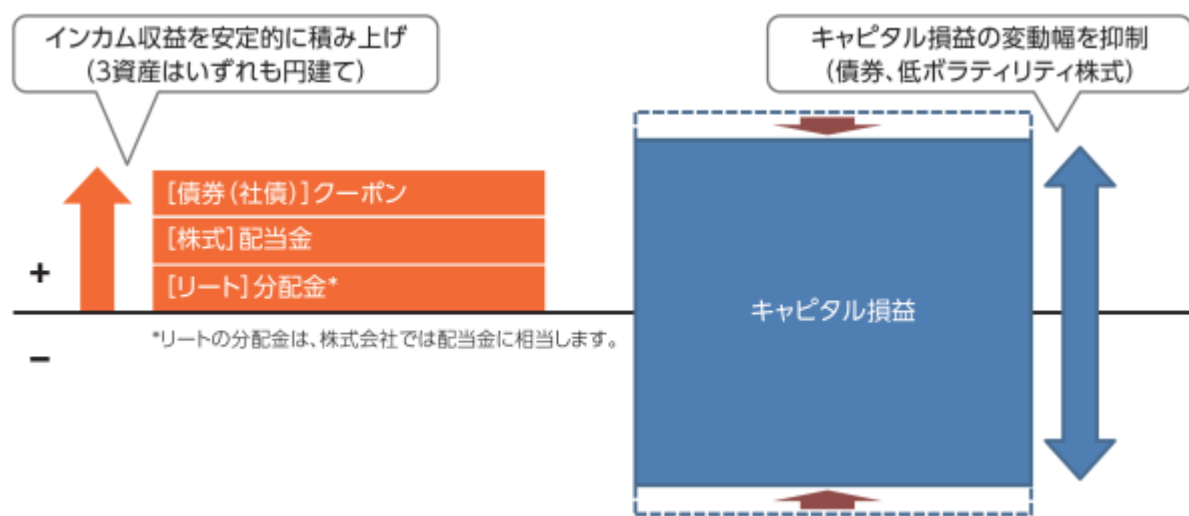 インカム収益を安定的に積み上げ
(3資産はいずれも円建て)
キャピタル損益の変動幅を抑制
(債券、低ボラティリティ株式)
[債券(社債)]クーポン
[株式]配当金
[リート]分配金*
+
−
*リートの分配金は、株式会社では配当金に相当します。
キャピタル損益